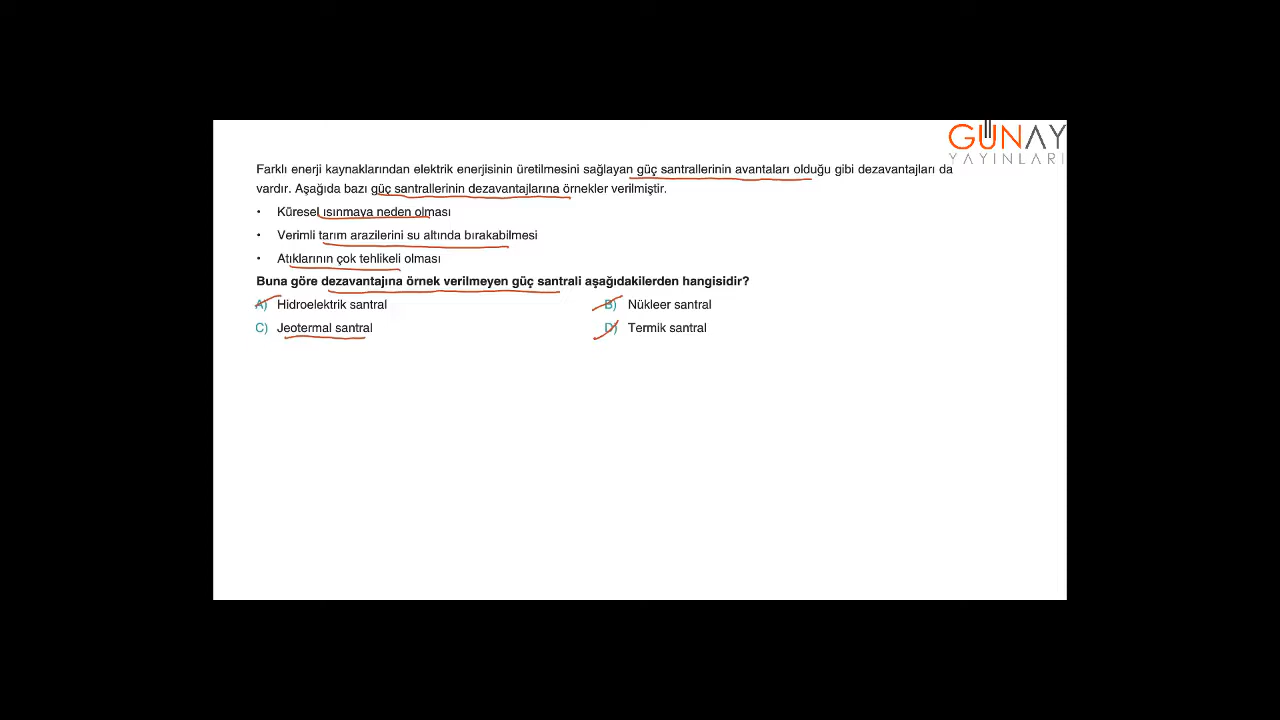 GÜNAY
YAYINLARI
Farklı enerji kaynaklarından elektrik enerjisinin üretilmesini sağlayan güç santrallerinin avantaları olduğu gibi dezavantajları da
vardır. Aşağıda bazı güç santrallerinin dezavantajlarına örnekler verilmiştir.
• Küresel ısınmaya neden olması
• Verimli tarım arazilerini su altında bırakabilmesi
• Atıklarının çok tehlikeli olması
Buna göre dezavantajına örnek verilmeyen güç santrali aşağıdakilerden hangisidir?
A) Hidroelektrik santral B) Nükleer santral
C) Jeotermal santral D) Termik santral